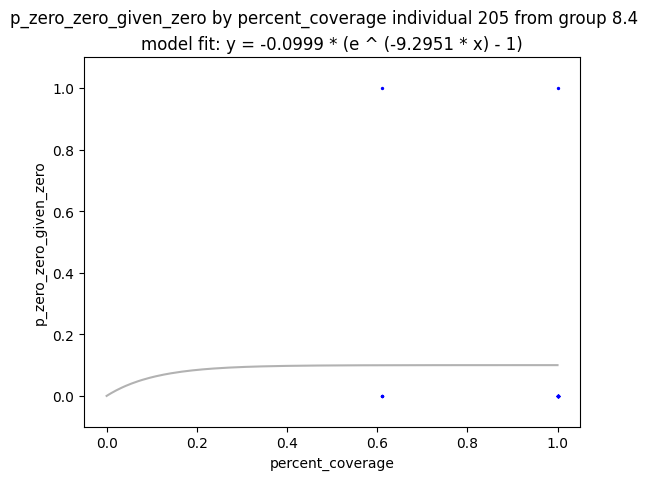 p_zero_zero_given_zero by percent_coverage individual 205 from group 8.4
model fit: y = -0.0999 * (e ^ (-9.2951 * x) - 1)
1.0
0.8
0.6
0.4
0.2
0.0
p_zero_zero_given_zero
0.0 0.2 0.4 0.6 0.8 1.0
percent_coverage